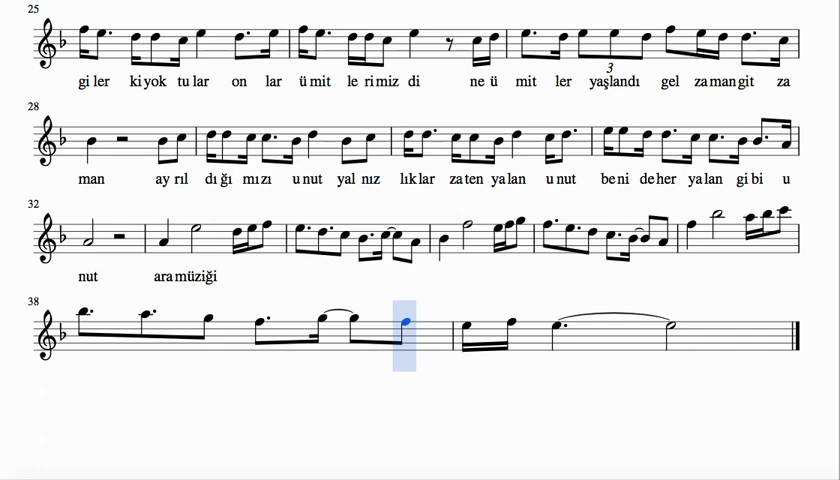 25
3
gi ler ki yok tu lar on lar ü mit le ri miz di ne ü mit ler yaşlandı gel za man git za
28
man ay rıl dı ğı mı zı u nut yal nız lık lar za ten ya lan u nut be ni de her ya lan gi bi u
32
nut ara müziği
38